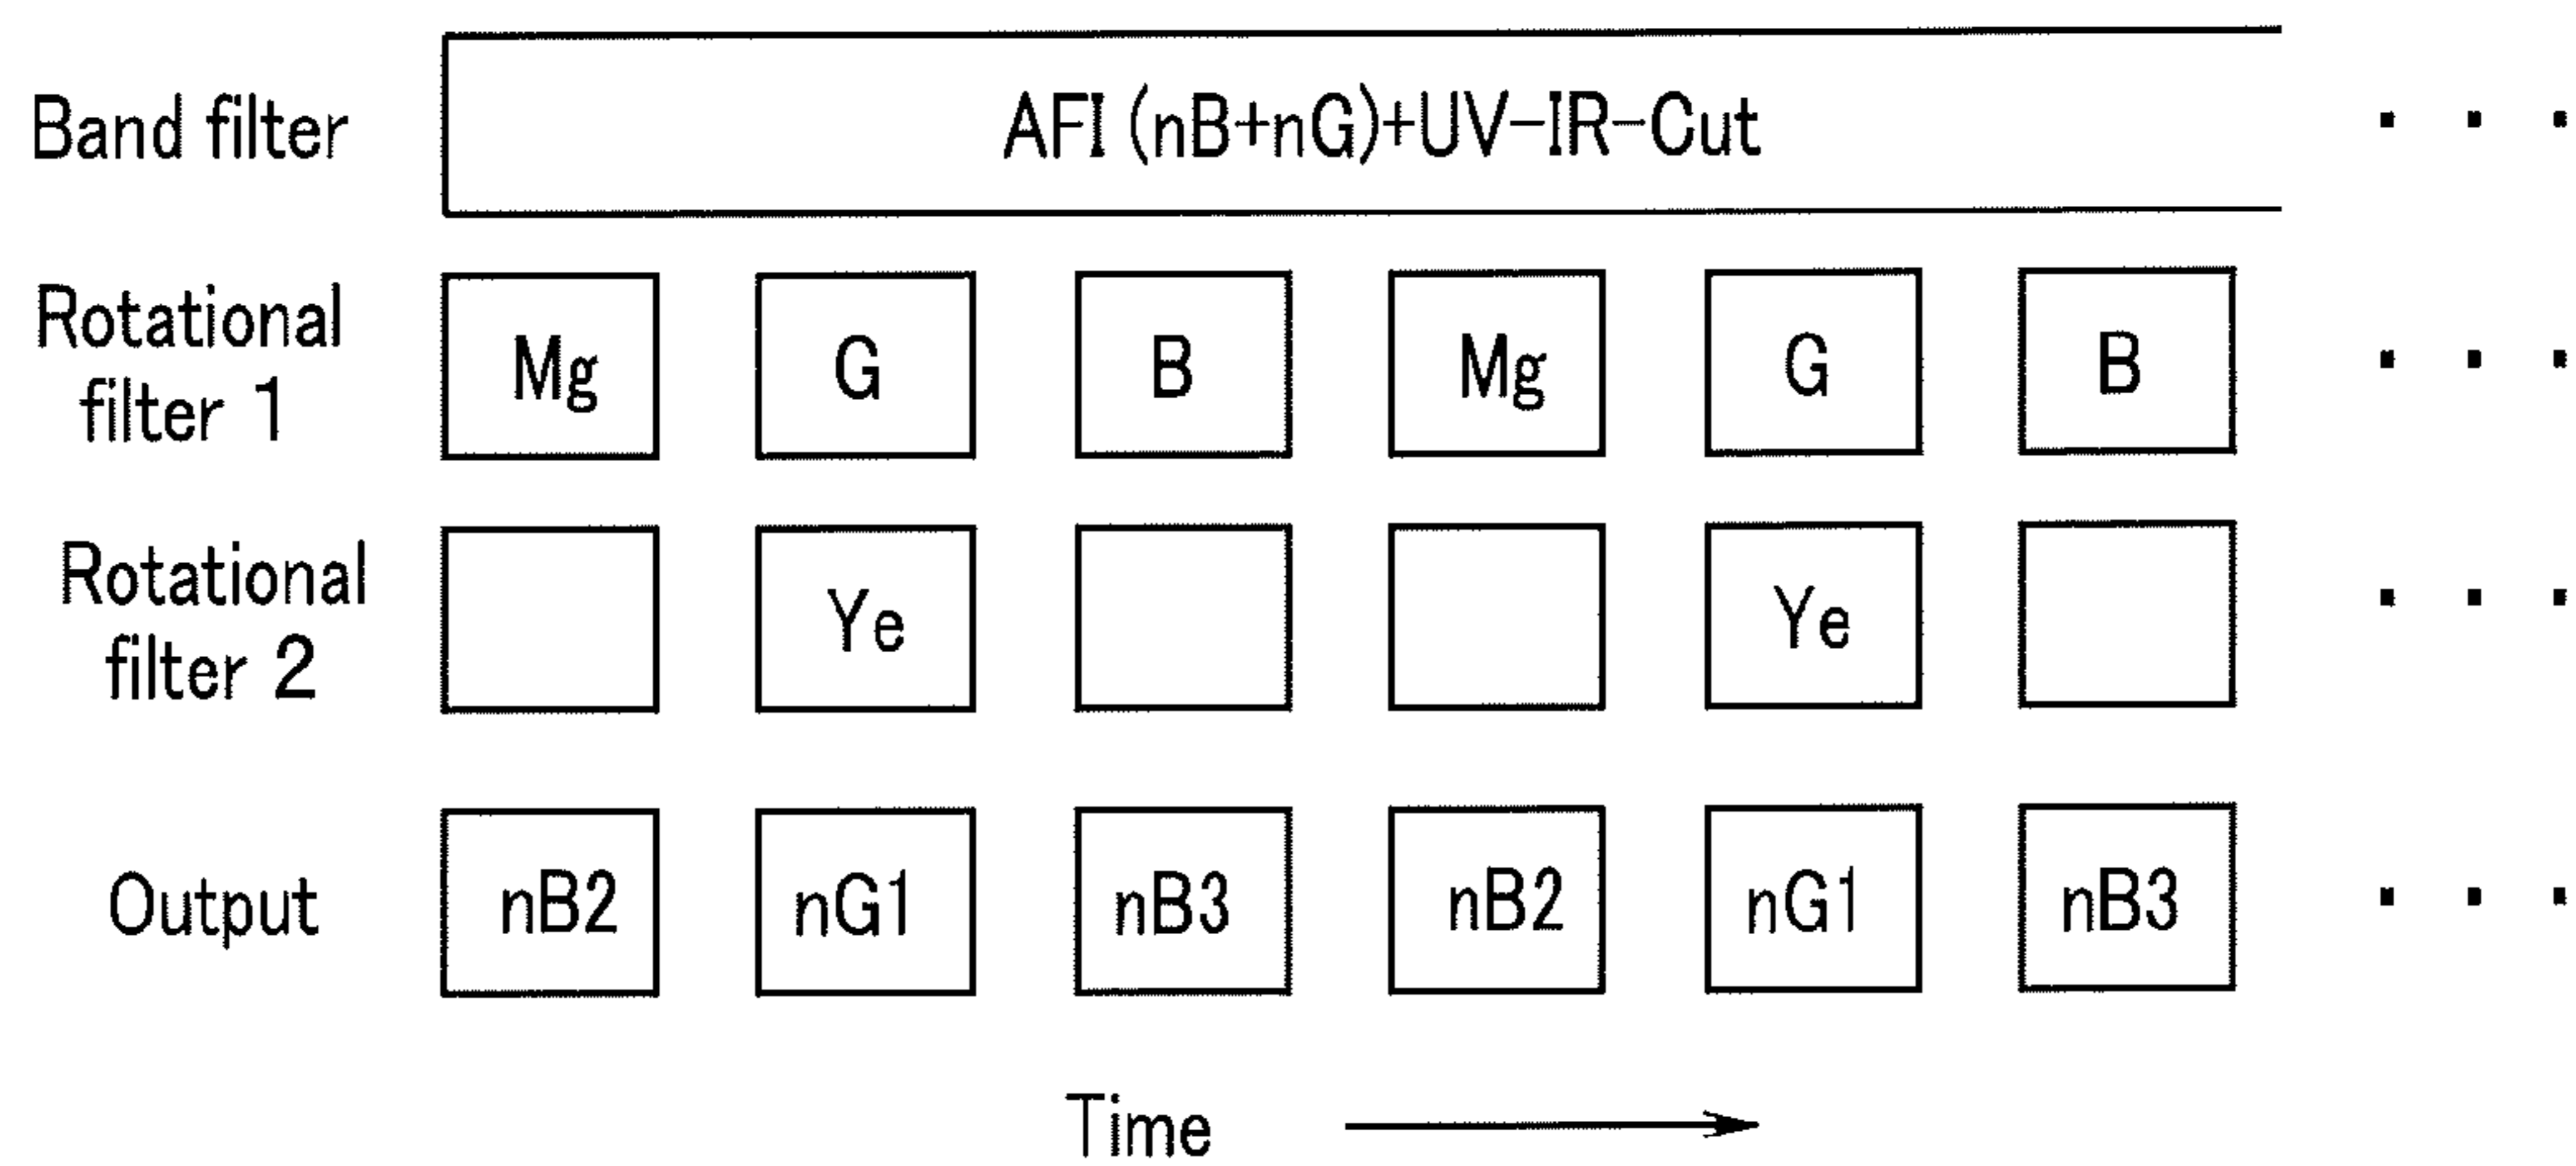 Band filter
AFI (nB+nG)+UV-IR-Cut
Rotational
filter 1
Mg G B Mg G B
Rotational
filter 2
Ye Ye
Output
nB2 nG1 nB3 nB2 nG1 nB3
Time